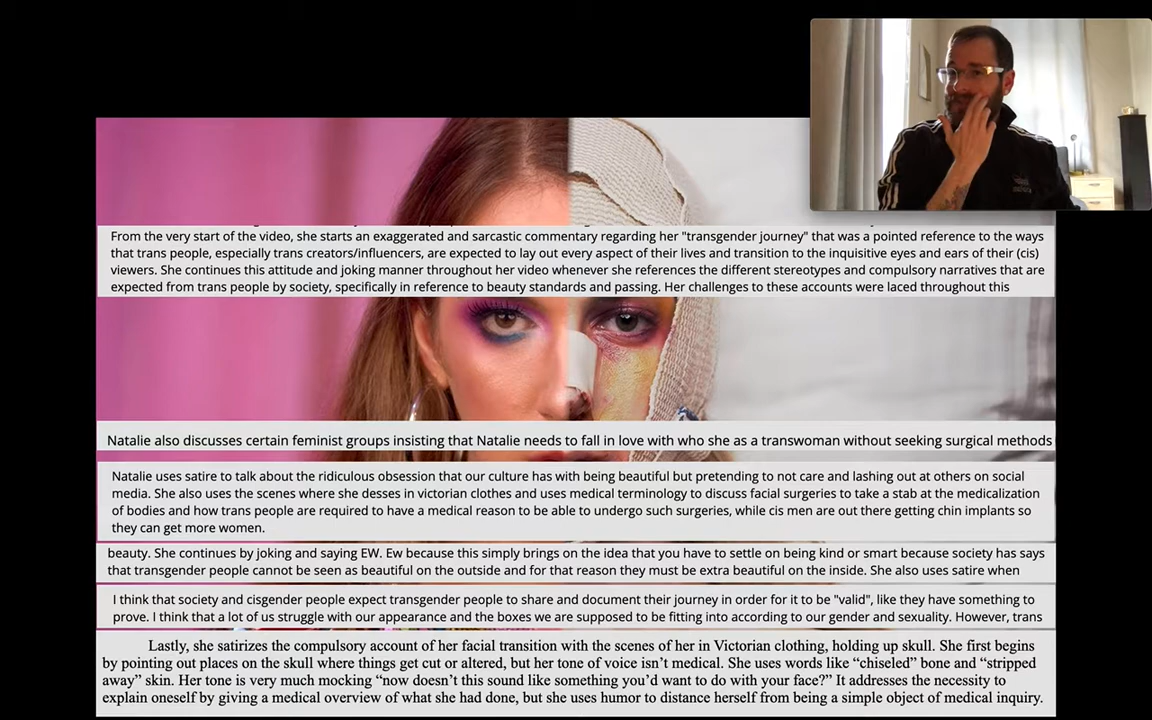 From the very start of the video, she starts an exaggerated and sarcastic commentary regarding her "transgender journey" that was a pointed reference to the ways
that trans people, especially trans creators/influencers, are expected to lay out every aspect of their lives and transition to the inquisitive eyes and ears of their (cis)
viewers. She continues this attitude and joking manner throughout her video whenever she references the different stereotypes and compulsory narratives that are
expected from trans people by society, specifically in reference to beauty standards and passing. Her challenges to these accounts were laced throughout this
Natalie also discusses certain feminist groups insisting that Natalie needs to fall in love with who she as a transwoman without seeking surgical methods
Natalie uses satire to talk about the ridiculous obsession that our culture has with being beautiful but pretending to not care and lashing out at others on social
media. She also uses the scenes where she desses in victorian clothes and uses medical terminology to discuss facial surgeries to take a stab at the medicalization
of bodies and how trans people are required to have a medical reason to be able to undergo such surgeries, while cis men are out there getting chin implants so
they can get more women.
beauty. She continues by joking and saying EW. Ew because this simply brings on the idea that you have to settle on being kind or smart because society has says
that transgender people cannot be seen as beautiful on the outside and for that reason they must be extra beautiful on the inside. She also uses satire when
I think that society and cisgender people expect transgender people to share and document their journey in order for it to be "valid", like they have something to
prove. I think that a lot of us struggle with our appearance and the boxes we are supposed to be fitting into according to our gender and sexuality. However, trans
Lastly, she satirizes the compulsory account of her facial transition with the scenes of her in Victorian clothing, holding up skull. She first begins
by pointing out places on the skull where things get cut or altered, but her tone of voice isn’t medical. She uses words like “chiseled” bone and “stripped
away” skin. Her tone is very much mocking “now doesn’t this sound like something you’d want to do with your face?” It addresses the necessity to
explain oneself by giving a medical overview of what she had done, but she uses humor to distance herself from being a simple object of medical inquiry.